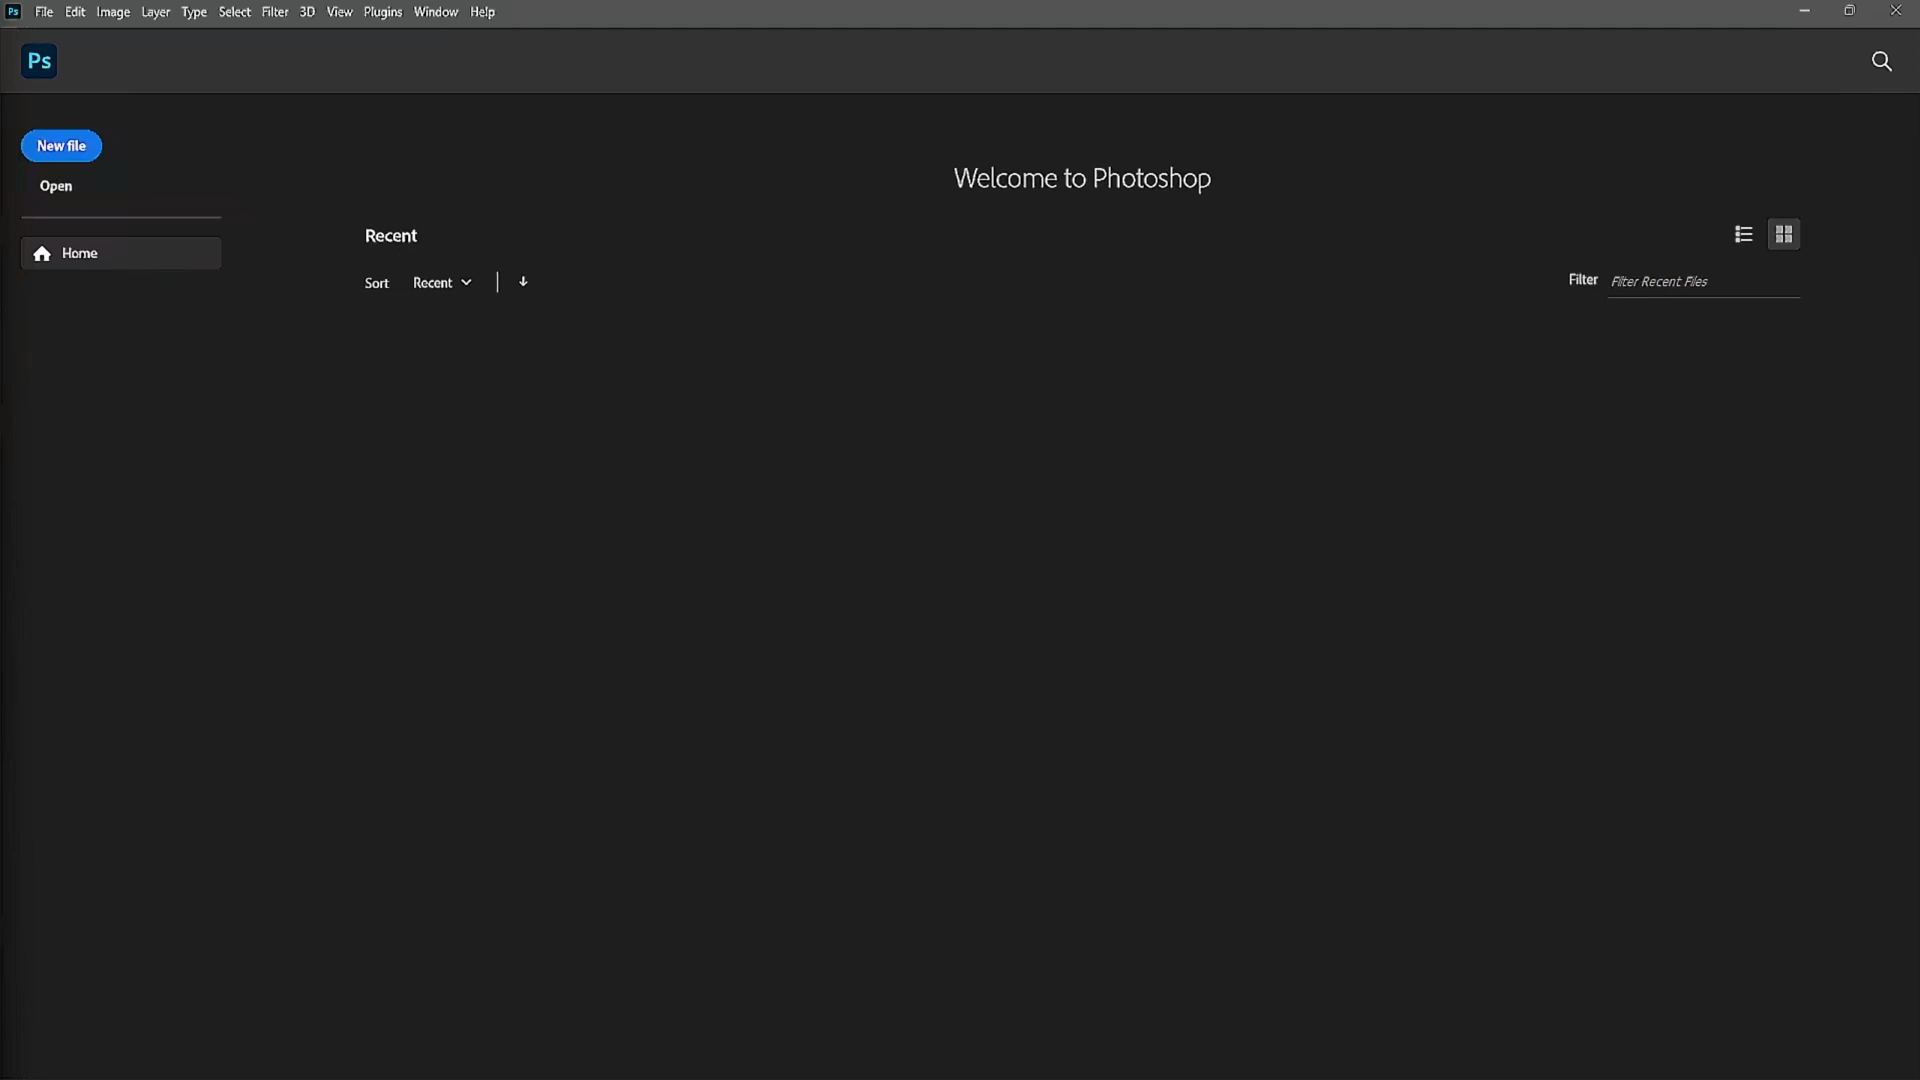 Ps File Edit Image Layer Type Select Filter 3D View Plugins Window Help
Ps
New file
Open
Home
Welcome to Photoshop
Recent
Sort Recent
Filter Filter Recent Files